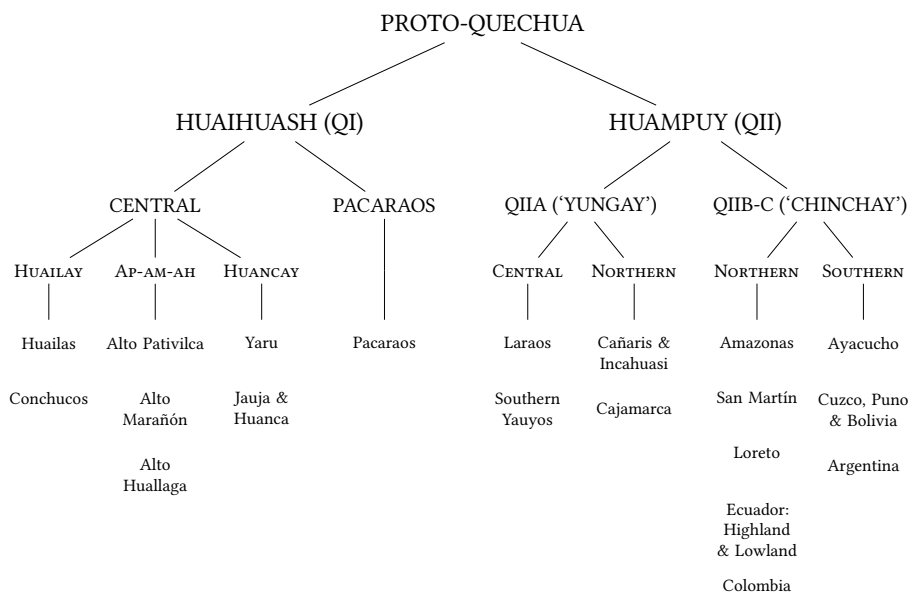 PROTO-QUECHUA
HUAIHUASH (QI)
HUAMPUY (QII)
CENTRAL
PACARAOS
QIIA (‘YUNGAY’)
QIIB-C (‘CHINCHAY’)
HUAILAY
AP-AM-AH
HUANCAY
CENTRAL
NORTHERN
NORTHERN
SOUTHERN
Huailas
Conchucos
Alto Pativilca
Alto
Marañón
Alto
Huallaga
Yaru
Jauja &
Huanca
Pacaraos
Laraos
Southern
Yauyos
Cañaris &
Incahuasi
Cajamarca
Amazonas
San Martín
Loreto
Ecuador:
Highland
& Lowland
Colombia
Ayacucho
Cuzco, Puno
& Bolivia
Argentina